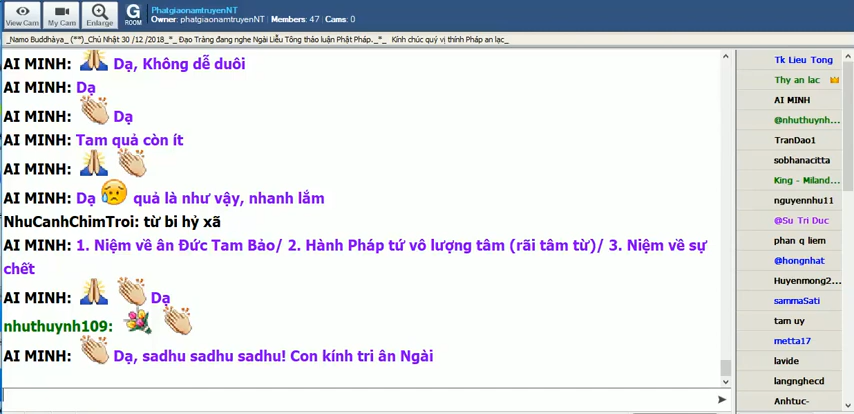 View Cam
My Cam
Enlarge
G
ROOM
PhatgiaonamtruyenNT
Owner: phatgiaonamtruyenNT | Members: 47 | Cams: 0
_Namo Buddhàya_ (**)_Chủ Nhật 30 /12 /2018_*_ Đạo Tràng đang nghe Ngài Liễu Tông thảo luận Phật Pháp._*_ Kính chúc quý vị thính Pháp an lạc_
AI MINH: Dạ, Không dễ duôi
AI MINH: Dạ
AI MINH: Dạ
AI MINH: Tam quả còn ít
AI MINH:
AI MINH: Dạ quả là như vậy, nhanh lắm
NhuCanhChimTroi: từ bi hỷ xã
AI MINH: 1. Niệm về ân Đức Tam Bảo/ 2. Hành Pháp tứ vô lượng tâm (rãi tâm từ)/ 3. Niệm về sự
chết
AI MINH: Dạ
nhuthuynh109:
AI MINH: Dạ, sadhu sadhu sadhu! Con kính tri ân Ngài
Tk Lieu Tong
Thy an lac
AI MINH
@nhuthuynh...
TranDao1
sobhanacitta
King - Miland...
nguyennhu11
@Su Tri Duc
phan q liem
@hongnhat
Huyenmong2...
sammaSati
tam uy
metta17
lavide
langnghecd
Anhtuc-